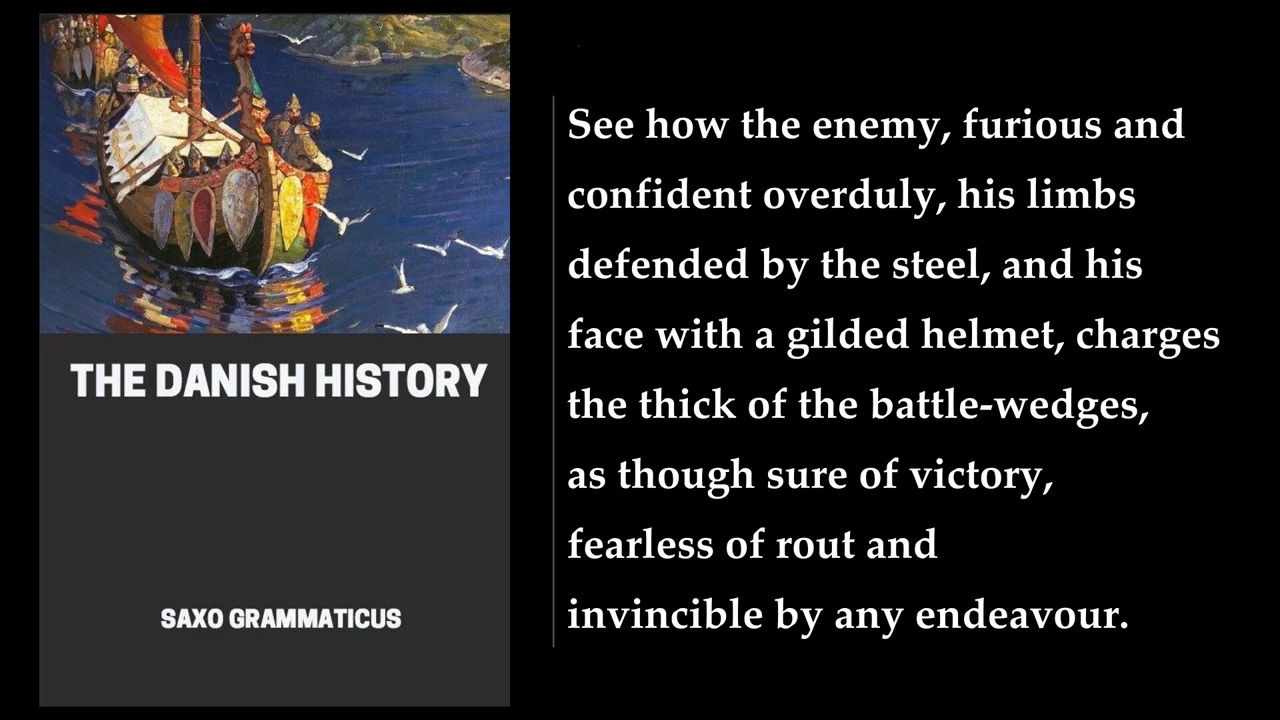 THE DANISH HISTORY
SAXO GRAMMATICUS
See how the enemy, furious and
confident overduly, his limbs
defended by the steel, and his
face with a gilded helmet, charges
the thick of the battle-wedges,
as though sure of victory,
fearless of rout and
invincible by any endeavour.